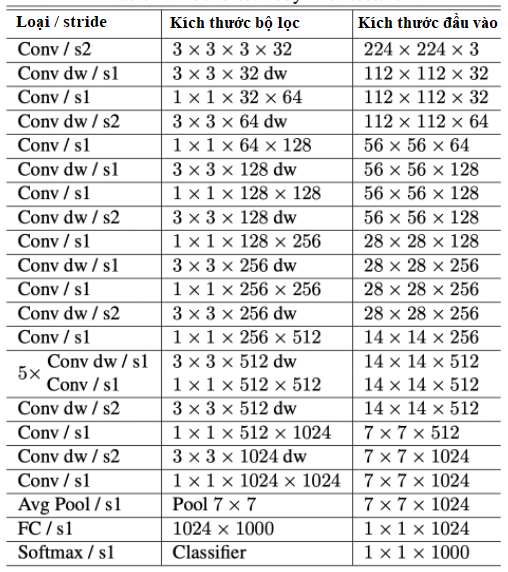 Loại / stride Kích thước bộ lọc Kích thước đầu vào
Conv / s2 3 × 3 × 3 × 32 224 × 224 × 3
Conv dw / s1 3 × 3 × 32 dw 112 × 112 × 32
Conv / s1 1 × 1 × 32 × 64 112 × 112 × 32
Conv dw / s2 3 × 3 × 64 dw 112 × 112 × 64
Conv / s1 1 × 1 × 64 × 128 56 × 56 × 64
Conv dw / s1 3 × 3 × 128 dw 56 × 56 × 128
Conv / s1 1 × 1 × 128 × 128 56 × 56 × 128
Conv dw / s2 3 × 3 × 128 dw 56 × 56 × 128
Conv / s1 1 × 1 × 128 × 256 28 × 28 × 128
Conv dw / s1 3 × 3 × 256 dw 28 × 28 × 256
Conv / s1 1 × 1 × 256 × 256 28 × 28 × 256
Conv dw / s2 3 × 3 × 256 dw 28 × 28 × 256
Conv / s1 1 × 1 × 256 × 512 14 × 14 × 256
5× Conv dw / s1 3 × 3 × 512 dw 14 × 14 × 512
Conv / s1 1 × 1 × 512 × 512 14 × 14 × 512
Conv dw / s2 3 × 3 × 512 dw 14 × 14 × 512
Conv / s1 1 × 1 × 512 × 1024 7 × 7 × 512
Conv dw / s2 3 × 3 × 1024 dw 7 × 7 × 1024
Conv / s1 1 × 1 × 1024 × 1024 7 × 7 × 1024
Avg Pool / s1 Pool 7 × 7 7 × 7 × 1024
FC / s1 1024 × 1000 1 × 1 × 1024
Softmax / s1 Classifier 1 × 1 × 1000